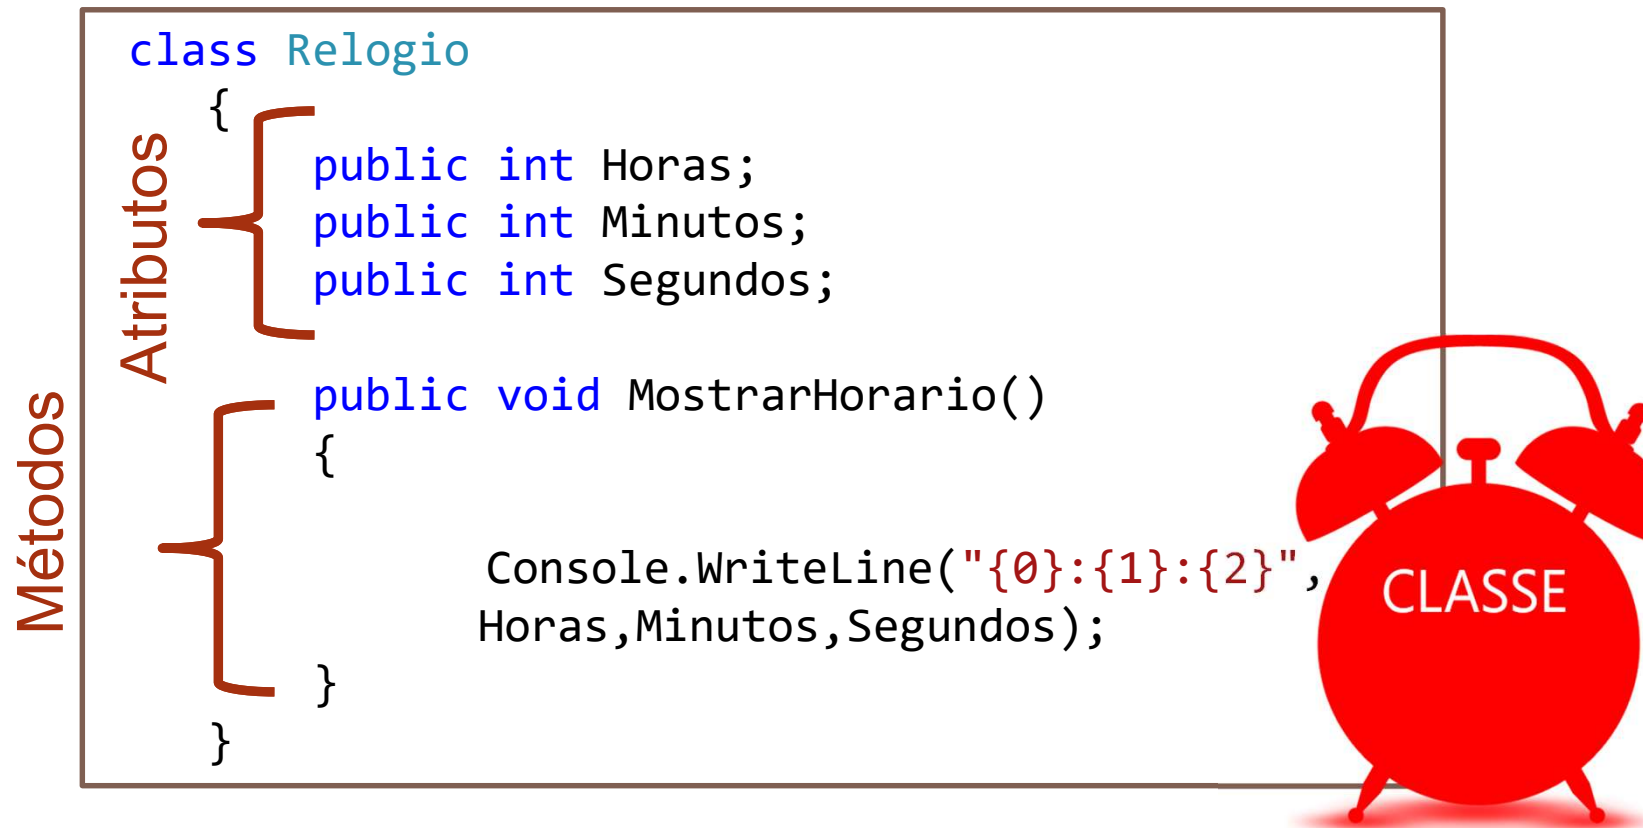 class Relogio
{
Atributos
public int Horas;
public int Minutos;
public int Segundos;
Métodos
public void MostrarHorario()
{
Console.WriteLine("{0}:{1}:{2}",
Horas,Minutos,Segundos);
}
}
CLASSE